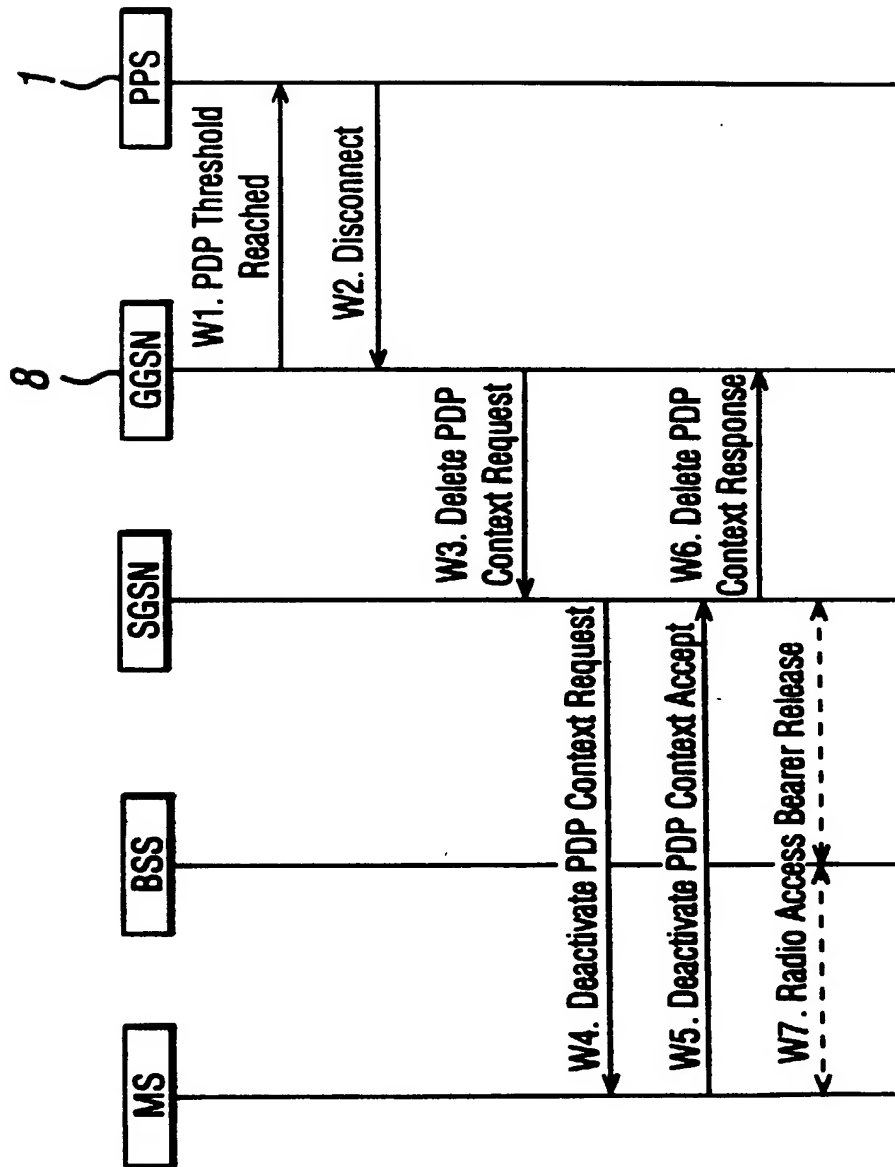 8
1
MS
BSS
SGSN
GGSN
PPS
W1. PDP Threshold
Reached
W2. Disconnect
W3. Delete PDP
Context Request
W4. Deactivate PDP Context Request
W5. Deactivate PDP Context Accept
W6. Delete PDP
Context Response
W7. Radio Access Bearer Release